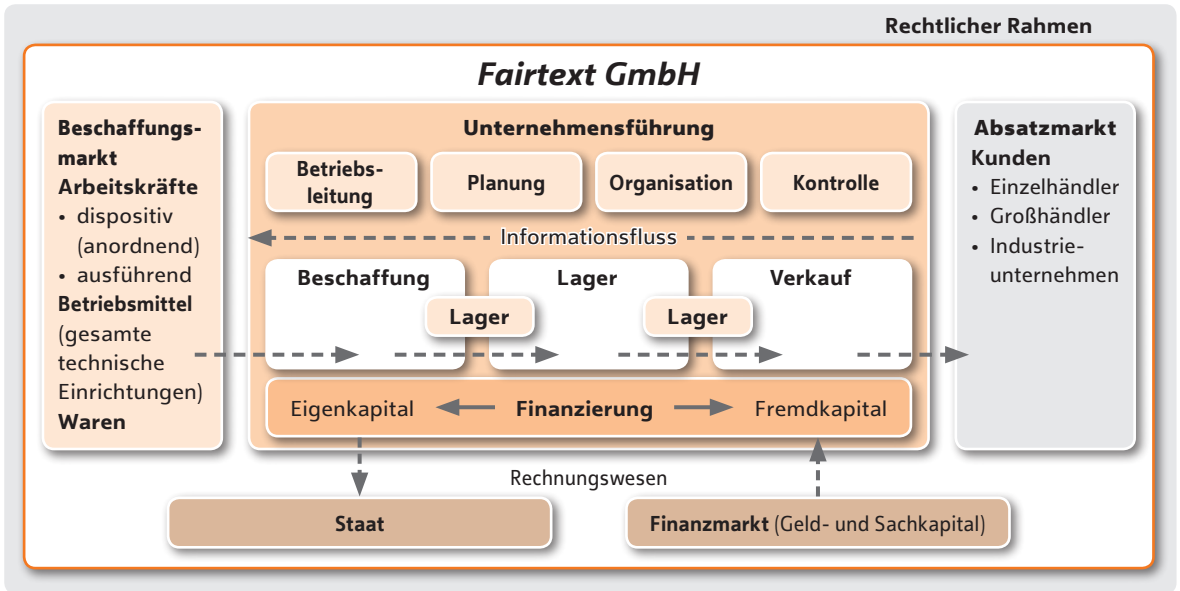 Rechtlicher Rahmen
Fairtext GmbH
Beschaffungs-
markt
Arbeitskräfte
• dispositiv
(anordnend)
• ausführend
Betriebsmittel
(gesamte
technische
Einrichtungen)
Waren
Unternehmensführung
Betriebs-
leitung
Planung
Organisation
Kontrolle
Informationsfluss
Beschaffung
Lager
Verkauf
Lager
Lager
Eigenkapital
Finanzierung
Fremdkapital
Absatzmarkt
Kunden
• Einzelhändler
• Großhändler
• Industrie-
unternehmen
Rechnungswesen
Staat
Finanzmarkt (Geld- und Sachkapital)